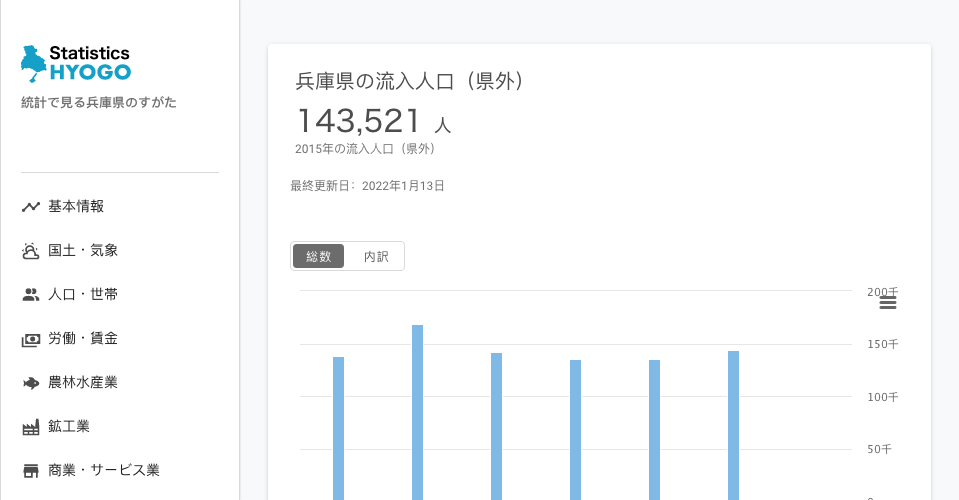 Statistics
HYOGO
統計で見る兵庫県のすがた
基本情報
国土・気象
人口・世帯
労働・賃金
農林水産業
鉱工業
商業・サービス業
兵庫県の流入人口（県外）
143,521 人
2015年の流入人口（県外）
最終更新日：2022年1月13日
総数 内訳
200千
150千
100千
50千